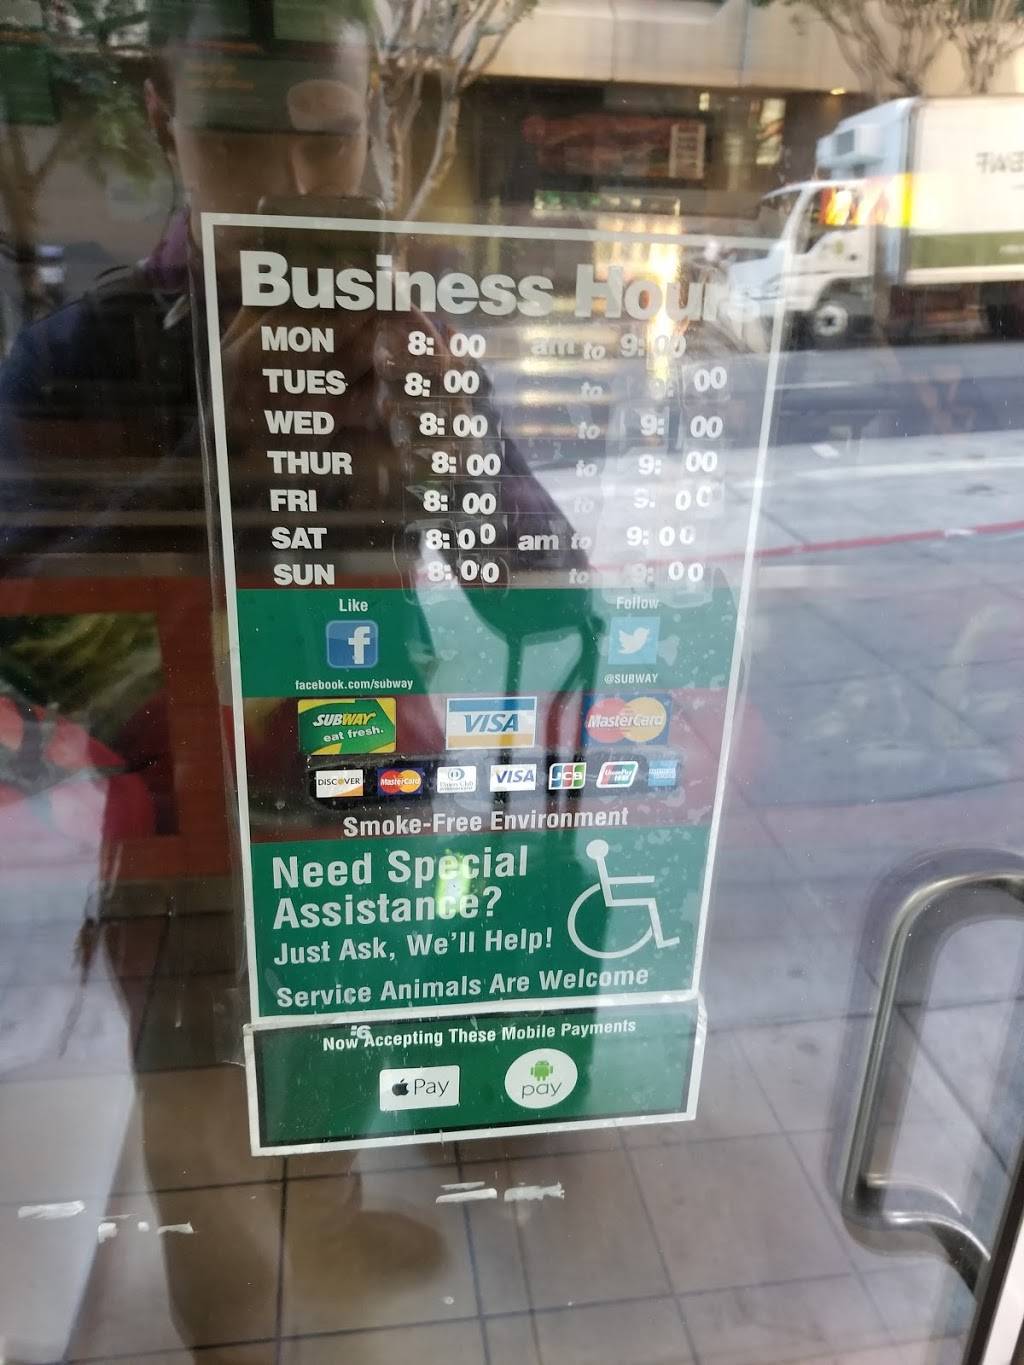 Business Hours
MON 8: 00 am to 9: 00
TUES 8: 00 to 9: 00
WED 8: 00 to 9: 00
THUR 8: 00 to 9: 00
FRI 8: 00 to 9. 00
SAT 8:00 am to 9:00
SUN 8:00 to 9: 00
Like Follow
facebook.com/subway @SUBWAY
SUBWAY eat fresh. VISA MasterCard
DISCOVER MasterCard Diners Club VISA JCB UnionPay
Smoke-Free Environment
Need Special
Assistance?
Just Ask, We'll Help!
Service Animals Are Welcome
9:
Now Accepting These Mobile Payments
Pay pay